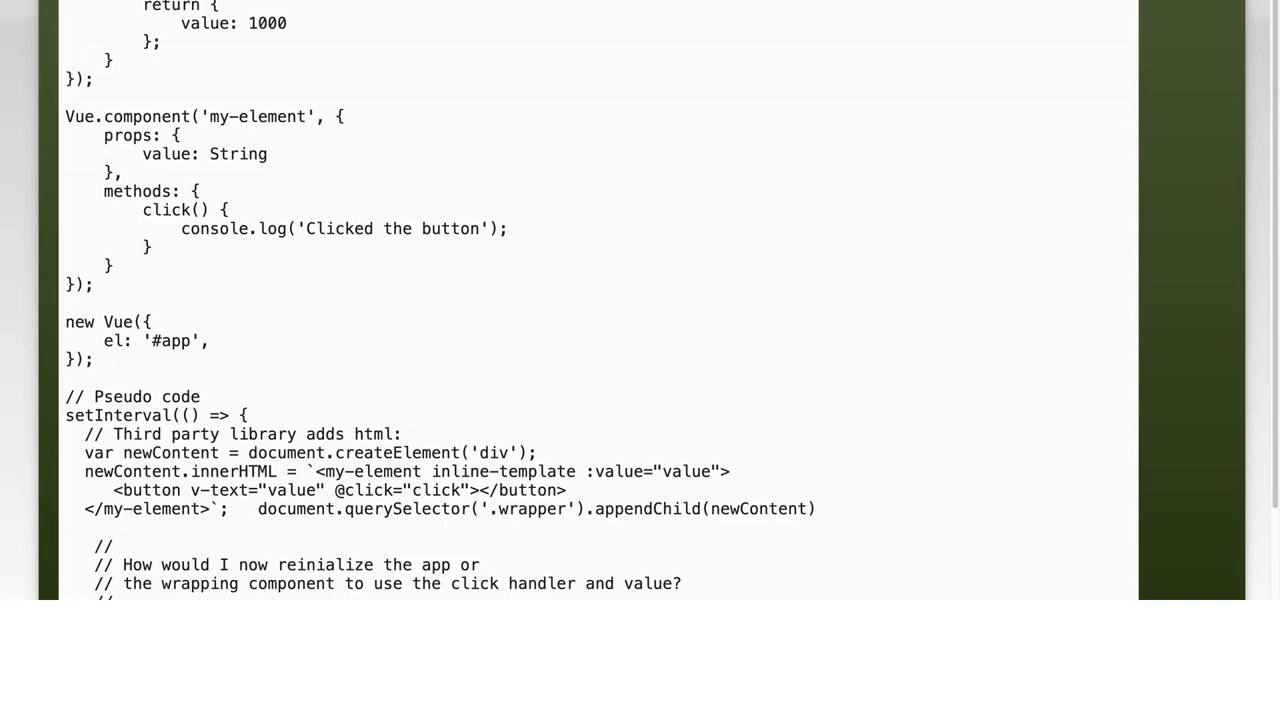 return {
value: 1000
};
}
});
Vue.component('my-element', {
props: {
value: String
},
methods: {
click() {
console.log('Clicked the button');
}
}
});
new Vue({
el: '#app',
});
// Pseudo code
setInterval(() => {
// Third party library adds html:
var newContent = document.createElement('div');
newContent.innerHTML = `<my-element inline-template :value="value">
<button v-text="value" @click="click"></button>
</my-element>`;   document.querySelector('.wrapper').appendChild(newContent)
//
// How would I now reinialize the app or
// the wrapping component to use the click handler and value?
//